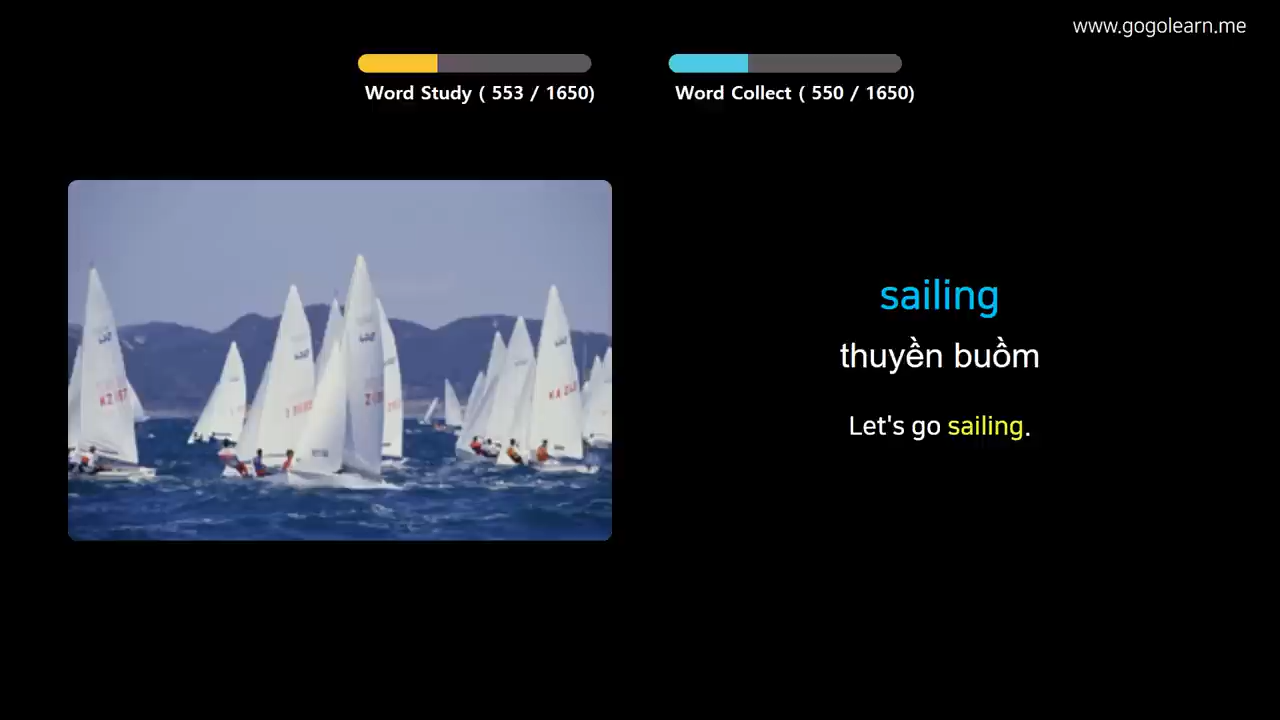 www.gogolearn.me
Word Study ( 553 / 1650)
Word Collect ( 550 / 1650)
sailing
thuyền buồm
Let's go sailing.